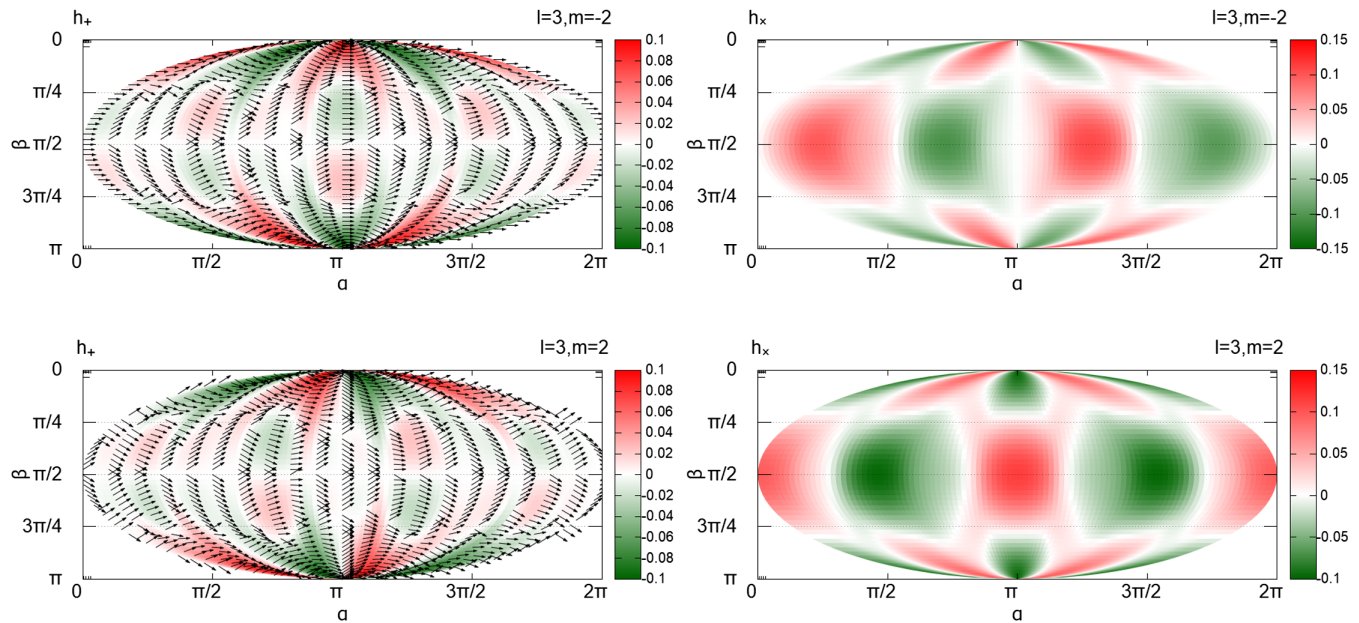 h₊ l=3,m=-2
0
π/4
β π/2
3π/4
π
0 π/2 π 3π/2 2π
α
0.1
0.08
0.06
0.04
0.02
0
-0.02
-0.04
-0.06
-0.08
-0.1
hₓ l=3,m=-2
0
π/4
β π/2
3π/4
π
0 π/2 π 3π/2 2π
α
0.15
0.1
0.05
0
-0.05
-0.1
-0.15
h₊ l=3,m=2
0
π/4
β π/2
3π/4
π
0 π/2 π 3π/2 2π
α
0.1
0.08
0.06
0.04
0.02
0
-0.02
-0.04
-0.06
-0.08
-0.1
hₓ l=3,m=2
0
π/4
β π/2
3π/4
π
0 π/2 π 3π/2 2π
α
0.15
0.1
0.05
0
-0.05
-0.1